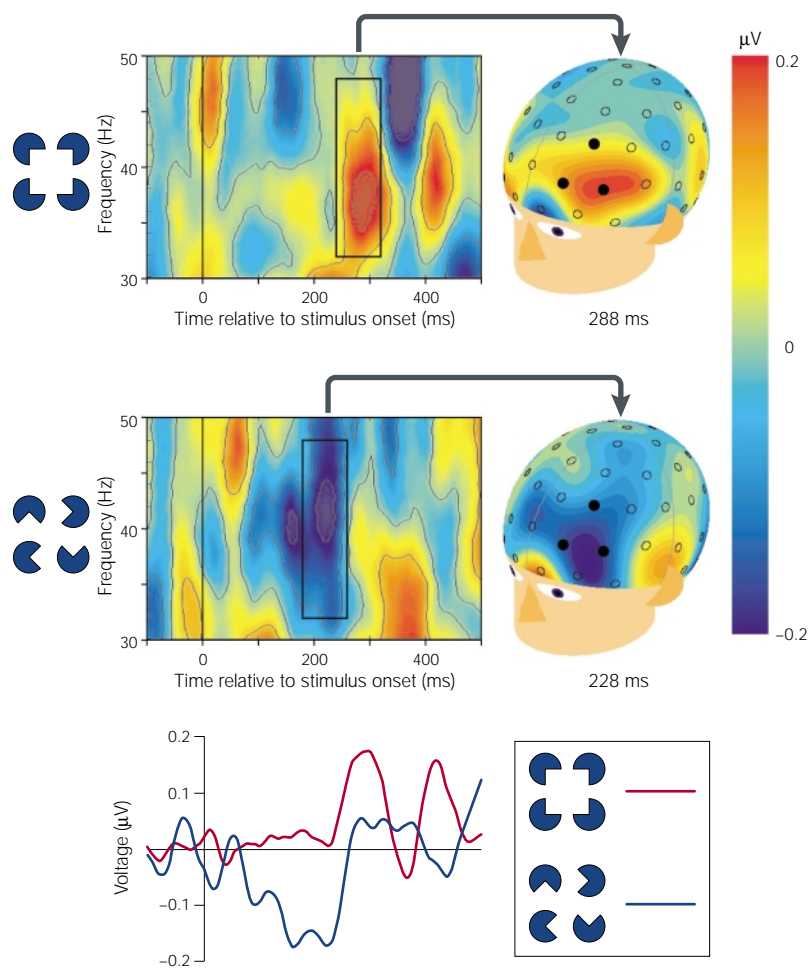 μV
0.2
0
−0.2
50
40
30
Frequency (Hz)
0 200 400
Time relative to stimulus onset (ms)
288 ms
50
40
30
Frequency (Hz)
0 200 400
Time relative to stimulus onset (ms)
228 ms
0.2
0.1
−0.1
−0.2
Voltage (μV)